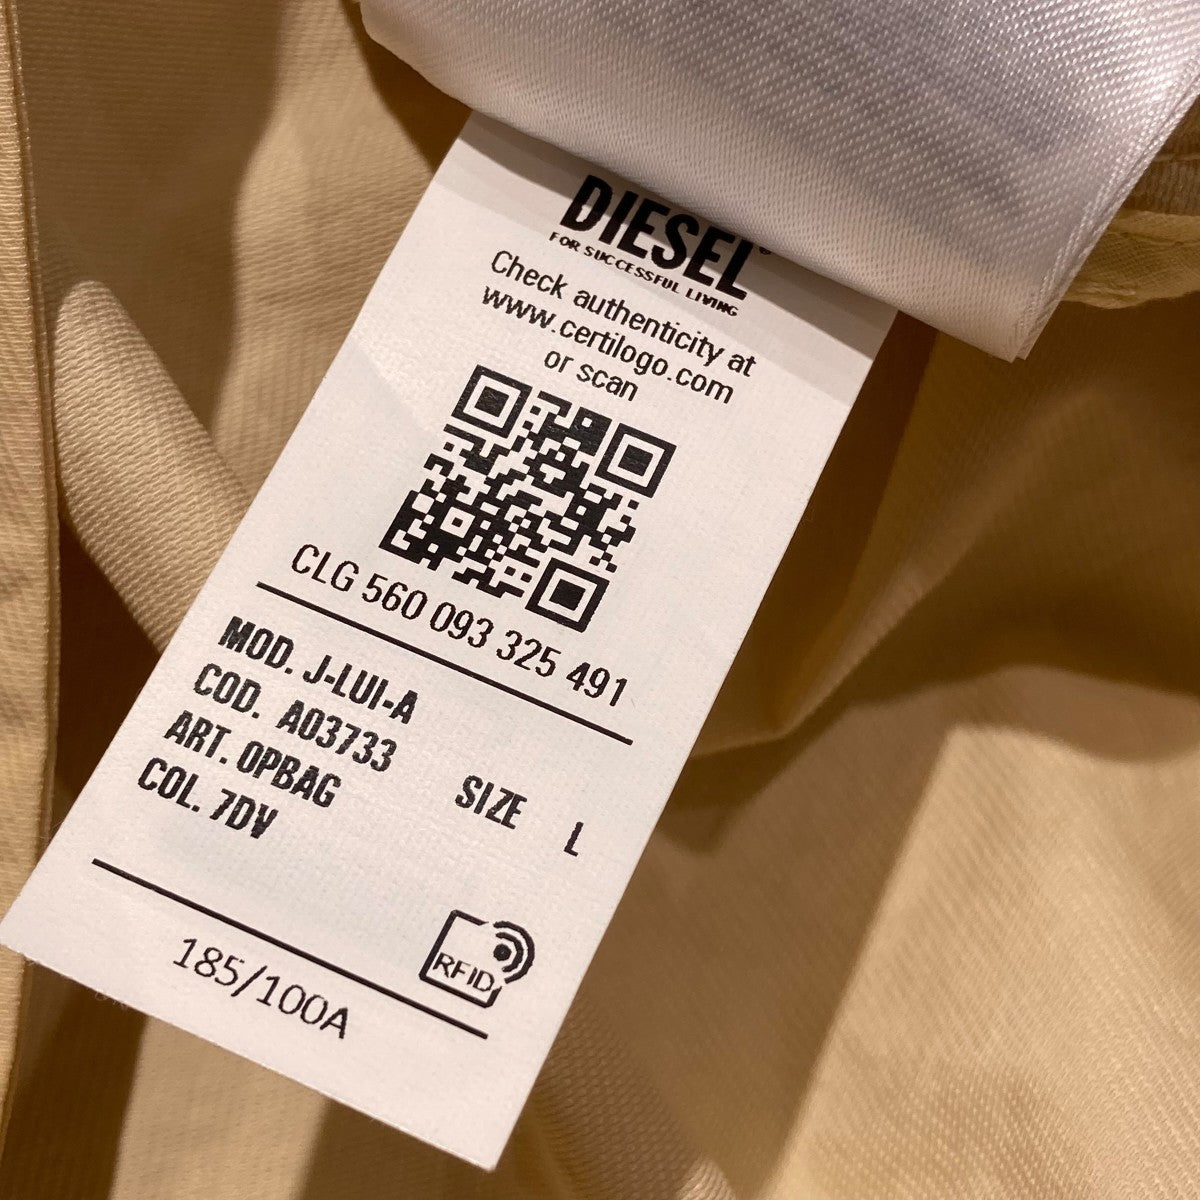 DIESEL®
FOR SUCCESSFUL LIVING
Check authenticity at
www.certilogo.com
or scan
CLG 560 093 325 491
MOD. J-LUI-A
COD. A03733
ART. OPBAG
COL. 7DV
SIZE L
RFID
185/100A